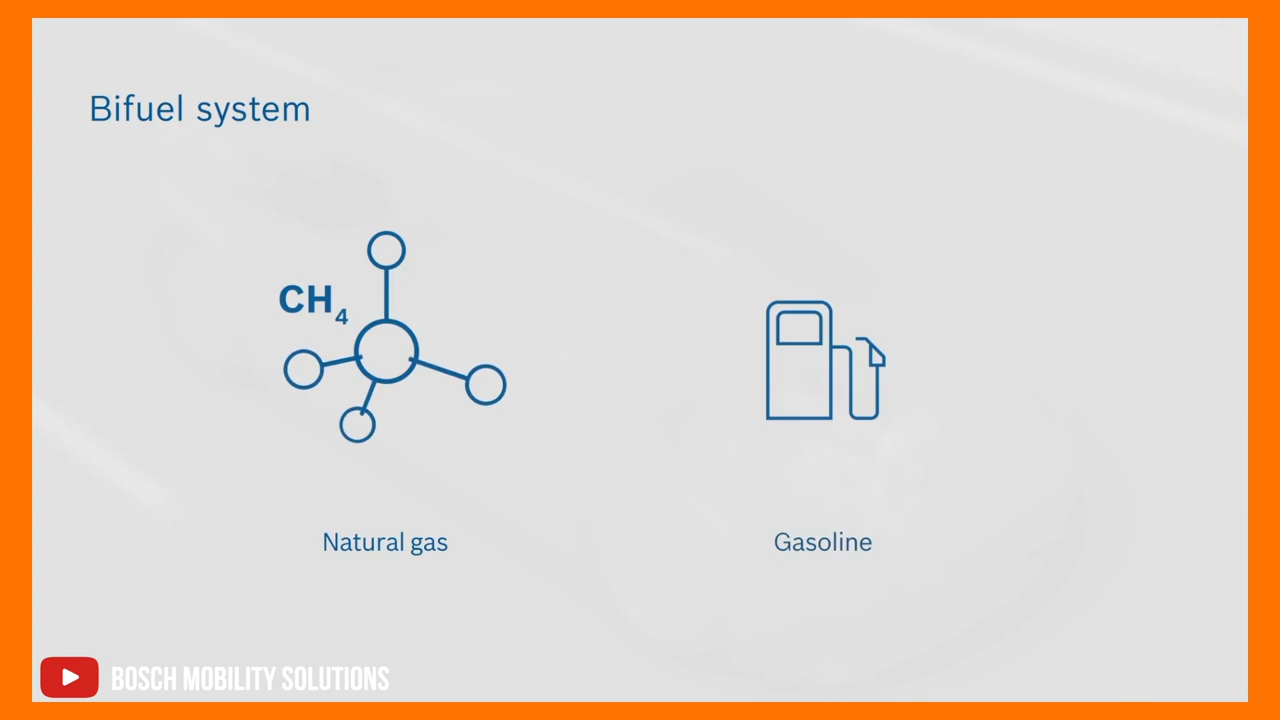 Bifuel system
CH₄
Natural gas
Gasoline
BOSCH MOBILITY SOLUTIONS